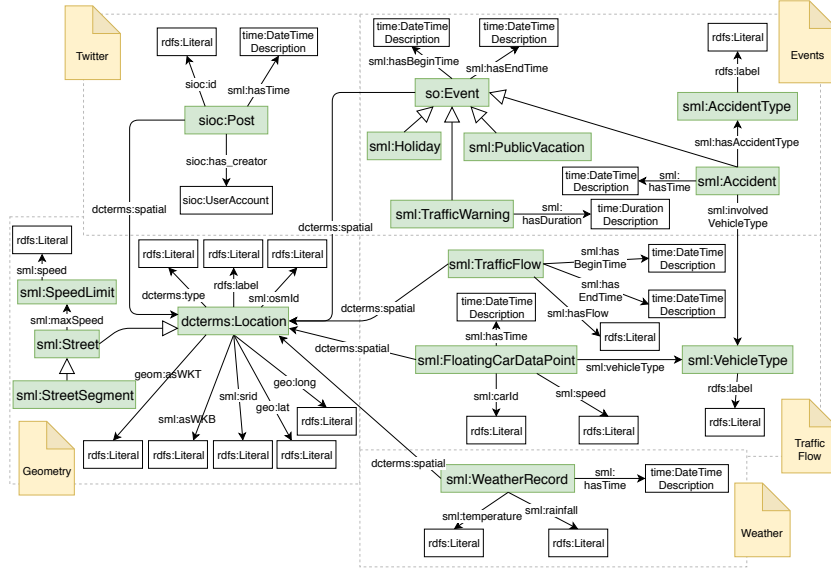 Twitter
rdfs:Literal
time:DateTime
Description
sioc:id
sml:hasTime
sioc:Post
sioc:has_creator
sioc:UserAccount
dcterms:spatial
Events
time:DateTime
Description
time:DateTime
Description
sml:hasBeginTime
sml:hasEndTime
so:Event
sml:Holiday
sml:PublicVacation
sml:TrafficWarning
sml:
hasDuration
time:Duration
Description
dcterms:spatial
rdfs:Literal
rdfs:label
sml:AccidentType
sml:hasAccidentType
time:DateTime
Description
sml:
hasTime
sml:Accident
sml:involved
VehicleType
rdfs:Literal
sml:speed
sml:SpeedLimit
sml:maxSpeed
sml:Street
sml:StreetSegment
rdfs:Literal
rdfs:Literal
rdfs:Literal
dcterms:type
rdfs:label
sml:osmId
dcterms:Location
geom:asWKT
sml:asWKB
sml:srid
geo:lat
geo:long
rdfs:Literal
rdfs:Literal
rdfs:Literal
rdfs:Literal
rdfs:Literal
Geometry
sml:TrafficFlow
sml:has
BeginTime
time:DateTime
Description
sml:has
EndTime
time:DateTime
Description
sml:hasFlow
rdfs:Literal
dcterms:spatial
time:DateTime
Description
sml:hasTime
dcterms:spatial
sml:FloatingCarDataPoint
sml:vehicleType
sml:VehicleType
sml:carId
sml:speed
rdfs:label
rdfs:Literal
rdfs:Literal
rdfs:Literal
Traffic
Flow
dcterms:spatial
sml:WeatherRecord
sml:
hasTime
time:DateTime
Description
sml:temperature
sml:rainfall
rdfs:Literal
rdfs:Literal
Weather